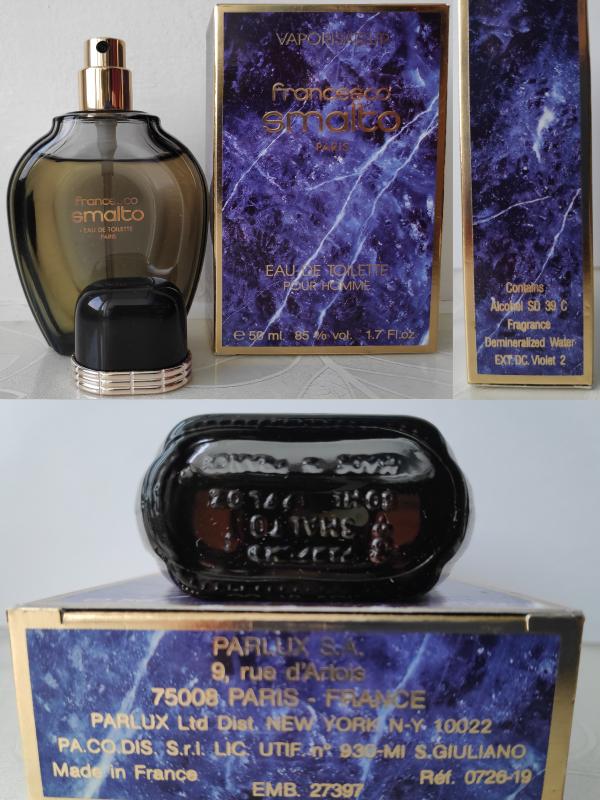 francesco
smalto
EAU DE TOILETTE
PARIS
VAPORISATEUR
francesco
smalto
PARIS
EAU DE TOILETTE
POUR HOMME
℮ 50 ml. 85 % vol. 1.7 Fl.oz
Contains
Alcohol SD 39 C
Fragrance
Demineralized Water
EXT. DC. Violet 2
SMALTO
PARLUX S.A.
9, rue d'Artois
75008 PARIS - FRANCE
PARLUX Ltd Dist. NEW YORK N-Y 10022
PA.CO.DIS. S.r.l. LIC. UTIF. n° 930-MI S.GIULIANO
Made in France Réf. 0726-19
EMB. 27397